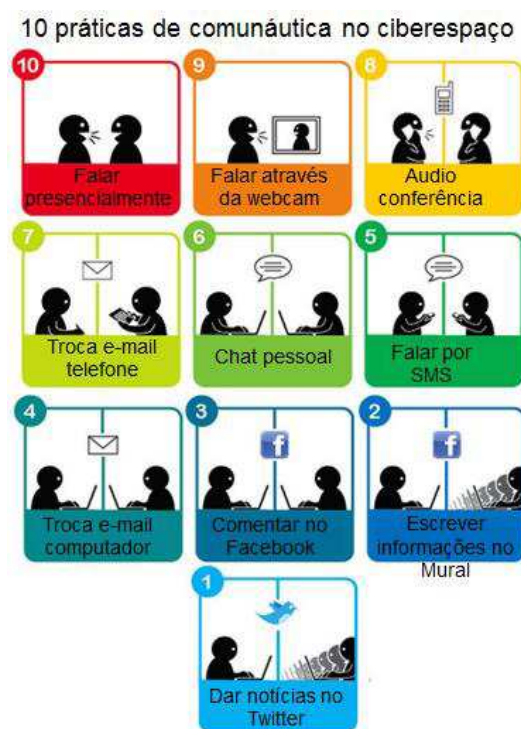 10 práticas de comunáutica no ciberespaço
10
Falar
presencialmente
9
Falar através
da webcam
8
Audio
conferência
7
Troca e-mail
telefone
6
Chat pessoal
5
Falar por
SMS
4
Troca e-mail
computador
3
f
Comentar no
Facebook
2
f
Escrever
informações no
Mural
1
Dar notícias no
Twitter